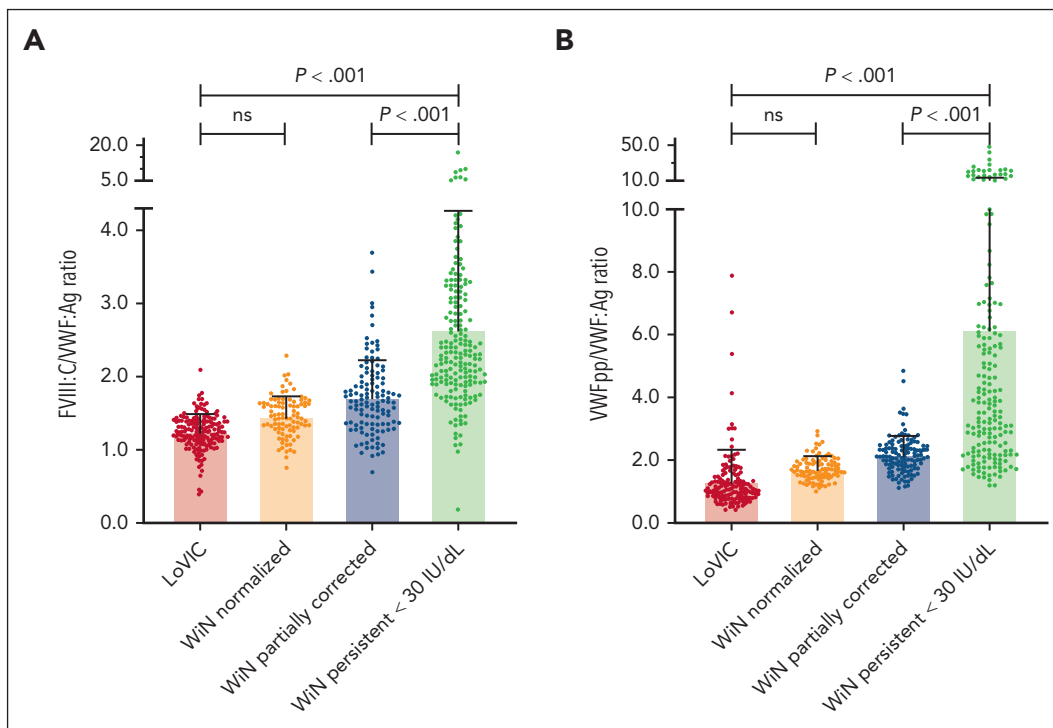 A
P < .001
ns
P < .001
20.0
5.0
4.0
3.0
2.0
1.0
0.0
FVIII:C/VWF:Ag ratio
LoVIC
WiN normalized
WiN partially corrected
WiN persistent < 30 IU/dL
B
P < .001
ns
P < .001
50.0
10.0
10.0
8.0
6.0
4.0
2.0
0.0
VWFpp/VWF:Ag ratio
LoVIC
WiN normalized
WiN partially corrected
WiN persistent < 30 IU/dL